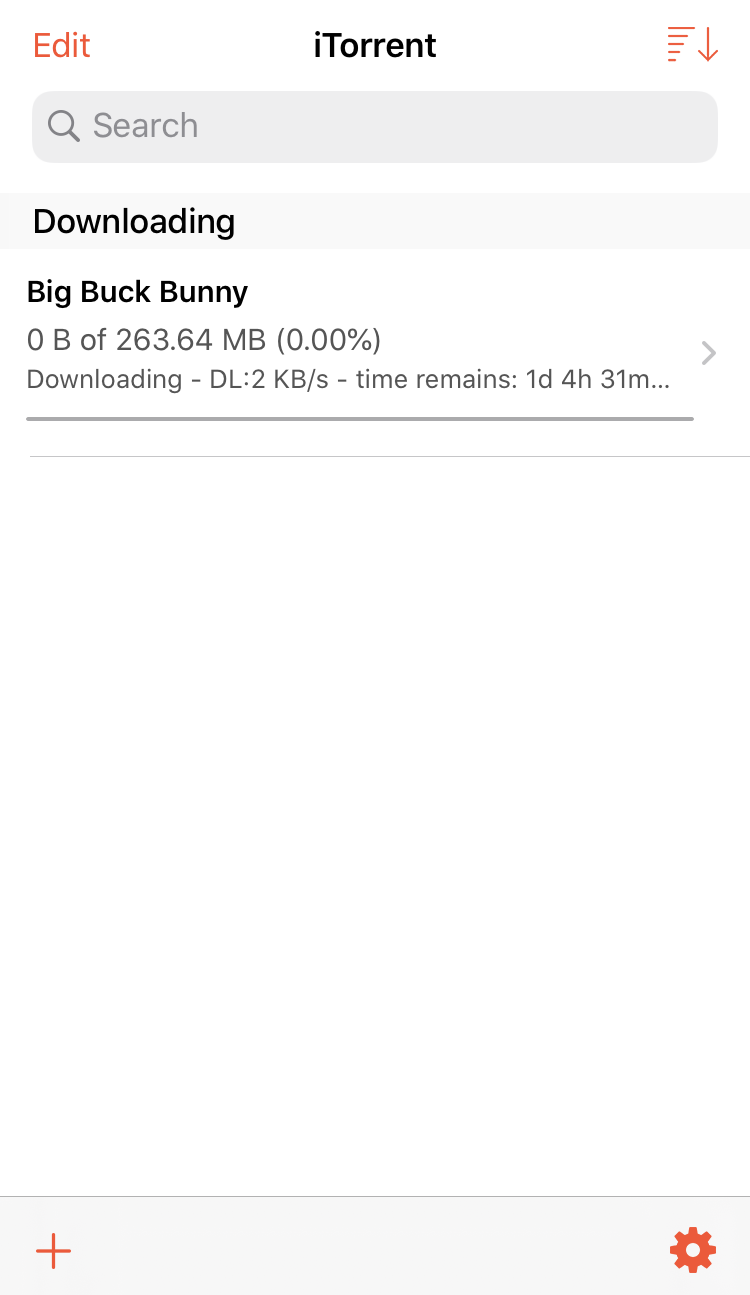 Edit
iTorrent
Search
Downloading
Big Buck Bunny
0 B of 263.64 MB (0.00%)
Downloading - DL:2 KB/s - time remains: 1d 4h 31m...